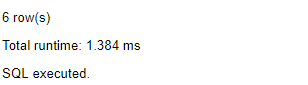 6 row(s)
Total runtime: 1.384 ms
SQL executed.